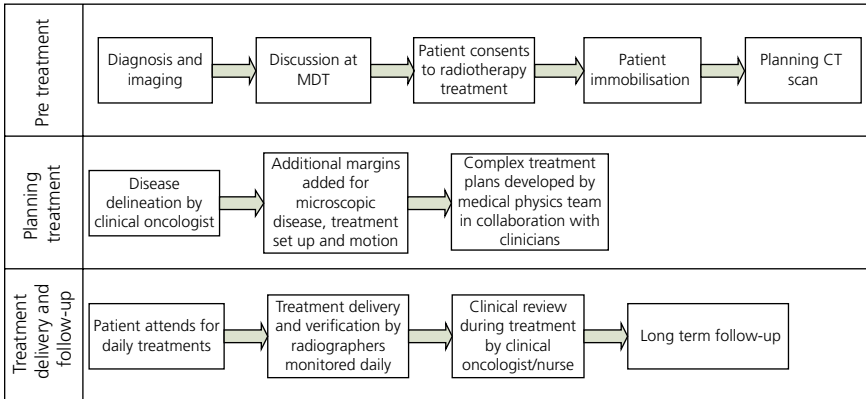 Pre treatment
Diagnosis and
imaging
Discussion at
MDT
Patient consents
to radiotherapy
treatment
Patient
immobilisation
Planning CT
scan
Planning
treatment
Disease
delineation by
clinical oncologist
Additional margins
added for
microscopic
disease, treatment
set up and motion
Complex treatment
plans developed by
medical physics team
in collaboration with
clinicians
Treatment
delivery and
follow-up
Patient attends for
daily treatments
Treatment delivery
and verification by
radiographers
monitored daily
Clinical review
during treatment
by clinical
oncologist/nurse
Long term follow-up